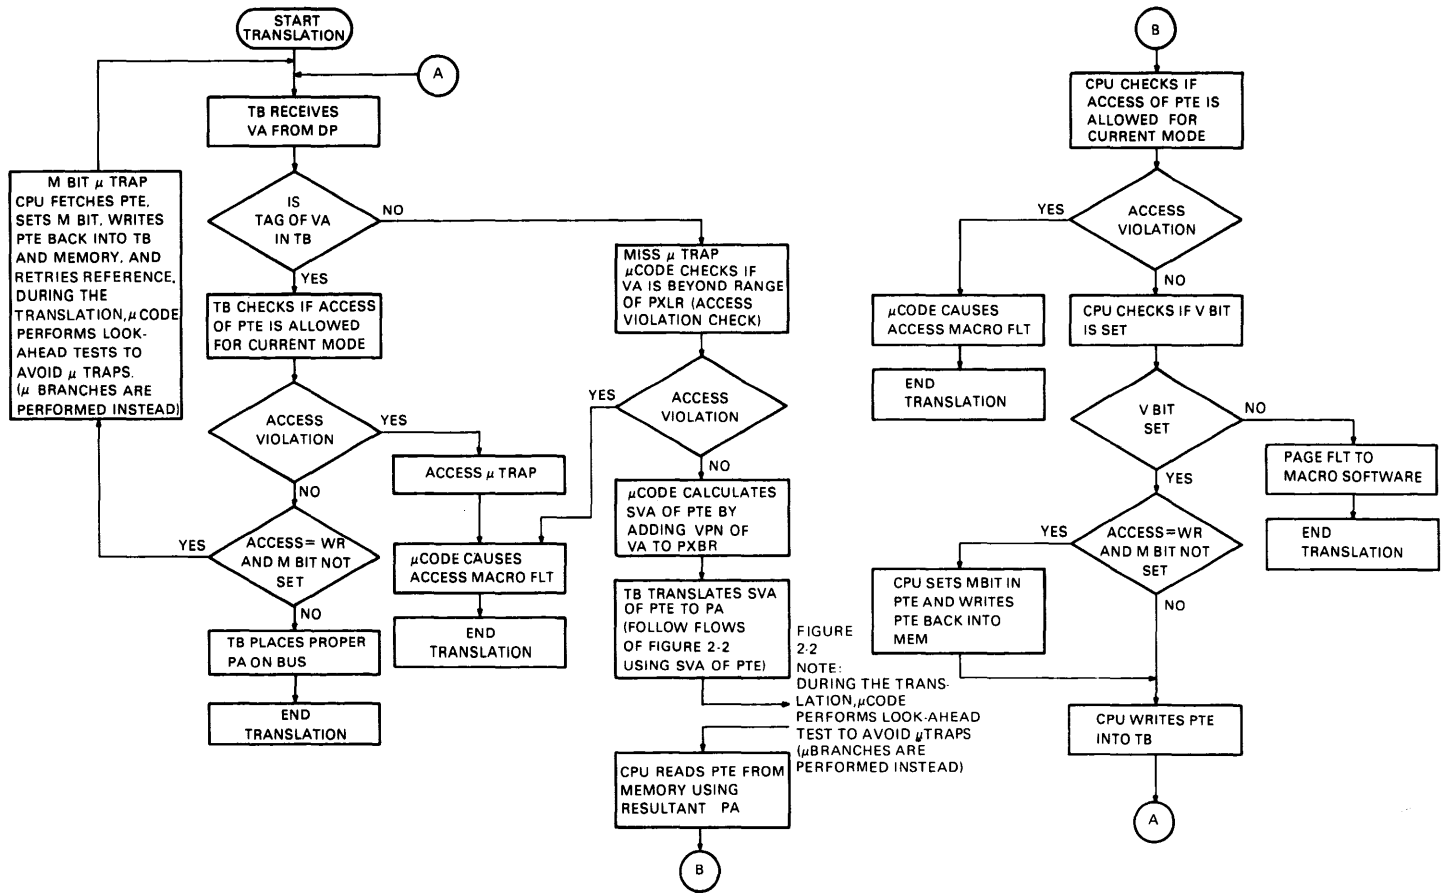 START
TRANSLATION
A
TB RECEIVES
VA FROM DP
IS
TAG OF VA
IN TB
NO
YES
M BIT μ TRAP
CPU FETCHES PTE,
SETS M BIT, WRITES
PTE BACK INTO TB
AND MEMORY, AND
RETRIES REFERENCE,
DURING THE
TRANSLATION,μCODE
PERFORMS LOOK-
AHEAD TESTS TO
AVOID μ TRAPS.
(μ BRANCHES ARE
PERFORMED INSTEAD)
TB CHECKS IF ACCESS
OF PTE IS ALLOWED
FOR CURRENT MODE
ACCESS
VIOLATION
YES
NO
ACCESS μ TRAP
μCODE CAUSES
ACCESS MACRO FLT
END
TRANSLATION
ACCESS= WR
AND M BIT NOT
SET
YES
NO
TB PLACES PROPER
PA ON BUS
END
TRANSLATION
MISS μ TRAP
μCODE CHECKS IF
VA IS BEYOND RANGE
OF PXLR (ACCESS
VIOLATION CHECK)
ACCESS
VIOLATION
YES
NO
μCODE CALCULATES
SVA OF PTE BY
ADDING VPN OF
VA TO PXBR
TB TRANSLATES SVA
OF PTE TO PA
(FOLLOW FLOWS
OF FIGURE 2-2
USING SVA OF PTE)
FIGURE
2-2
NOTE:
DURING THE TRANS-
LATION,μCODE
PERFORMS LOOK-AHEAD
TEST TO AVOID μTRAPS
(μBRANCHES ARE
PERFORMED INSTEAD)
CPU READS PTE FROM
MEMORY USING
RESULTANT PA
B
B
CPU CHECKS IF
ACCESS OF PTE IS
ALLOWED FOR
CURRENT MODE
ACCESS
VIOLATION
YES
NO
μCODE CAUSES
ACCESS MACRO FLT
END
TRANSLATION
CPU CHECKS IF V BIT
IS SET
V BIT
SET
NO
YES
PAGE FLT TO
MACRO SOFTWARE
END
TRANSLATION
ACCESS=WR
AND M BIT NOT
SET
YES
NO
CPU SETS MBIT IN
PTE AND WRITES
PTE BACK INTO
MEM
CPU WRITES PTE
INTO TB
A